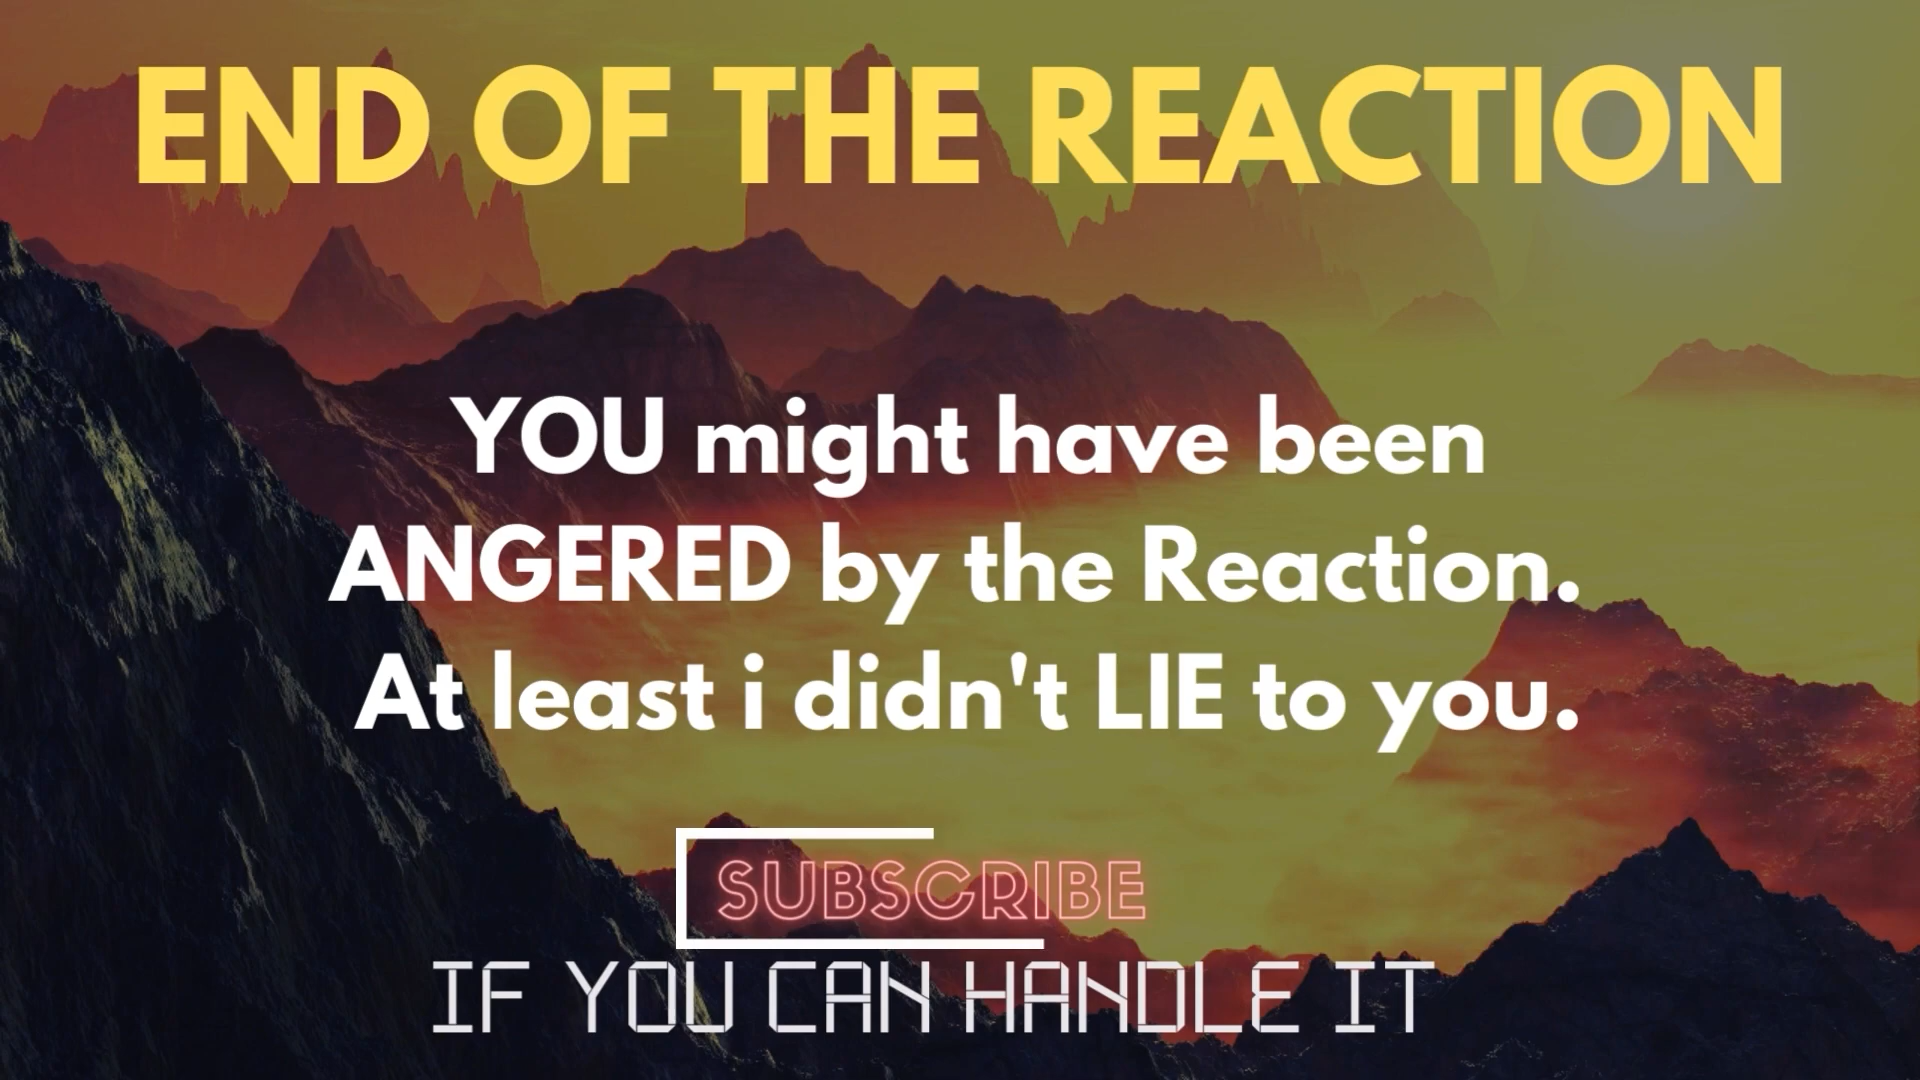 END OF THE REACTION
YOU might have been
ANGERED by the Reaction.
At least i didn't LIE to you.
SUBSCRIBE
IF YOU CAN HANDLE IT